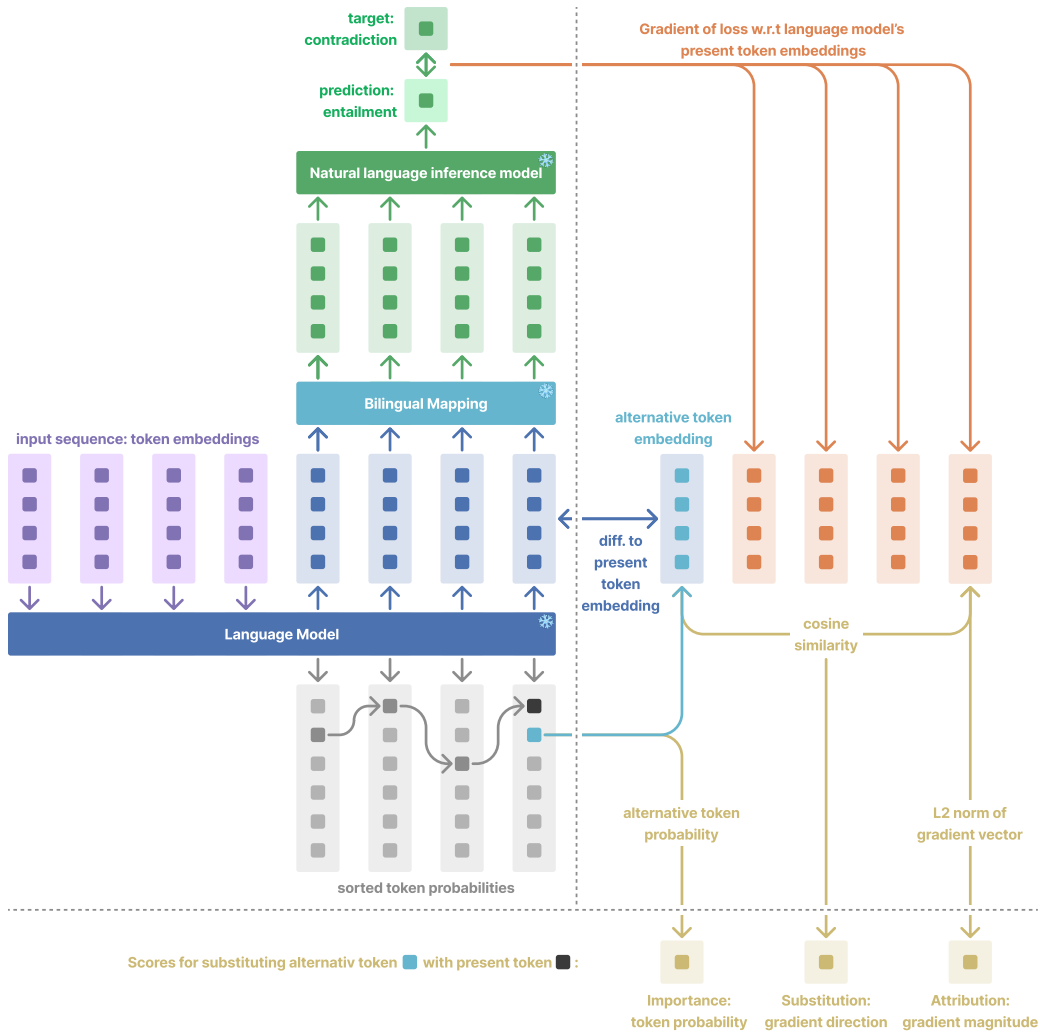 target:
contradiction
Gradient of loss w.r.t language model's
present token embeddings
prediction:
entailment
Natural language inference model
Bilingual Mapping
input sequence: token embeddings
alternative token
embedding
diff. to
present
token
embedding
Language Model
cosine
similarity
alternative token
probability
L2 norm of
gradient vector
sorted token probabilities
Scores for substituting alternativ token with present token :
Importance:
token probability
Substitution:
gradient direction
Attribution:
gradient magnitude